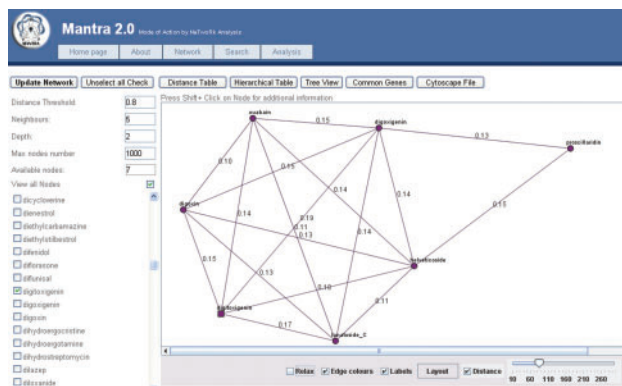 Mantra 2.0 Mode of Action by NeTwoRk Analysis
Home page About Network Search Analysis
Update Network Unselect all Check Distance Table Hierarchical Table Tree View Common Genes Cytoscape File
Distance Threshold: 0.8
Press Shift+ Click on Node for additional information
Neighbours: 5
Depth: 2
Max nodes number 1000
Available nodes: 7
View all Nodes
dicycloverine
dienestrol
diethylcarbamazine
diethylstilbestrol
difenidol
diflorasone
diflunisal
digitoxigenin
digoxigenin
digoxin
dihydroergocristine
dihydroergotamine
dihydrostreptomycin
dilazep
diloxanide
ouabain
0.15
digoxigenin
0.13
proscillaridin
0.10
0.15
0.14
0.14
0.15
digoxin
0.14
0.19
0.11
0.13
helveticoside
0.15
0.13
0.18
0.11
digitoxigenin
0.17
lanatoside_C
Relax Edge colours Labels Layout Distance
10 60 110 160 210 260